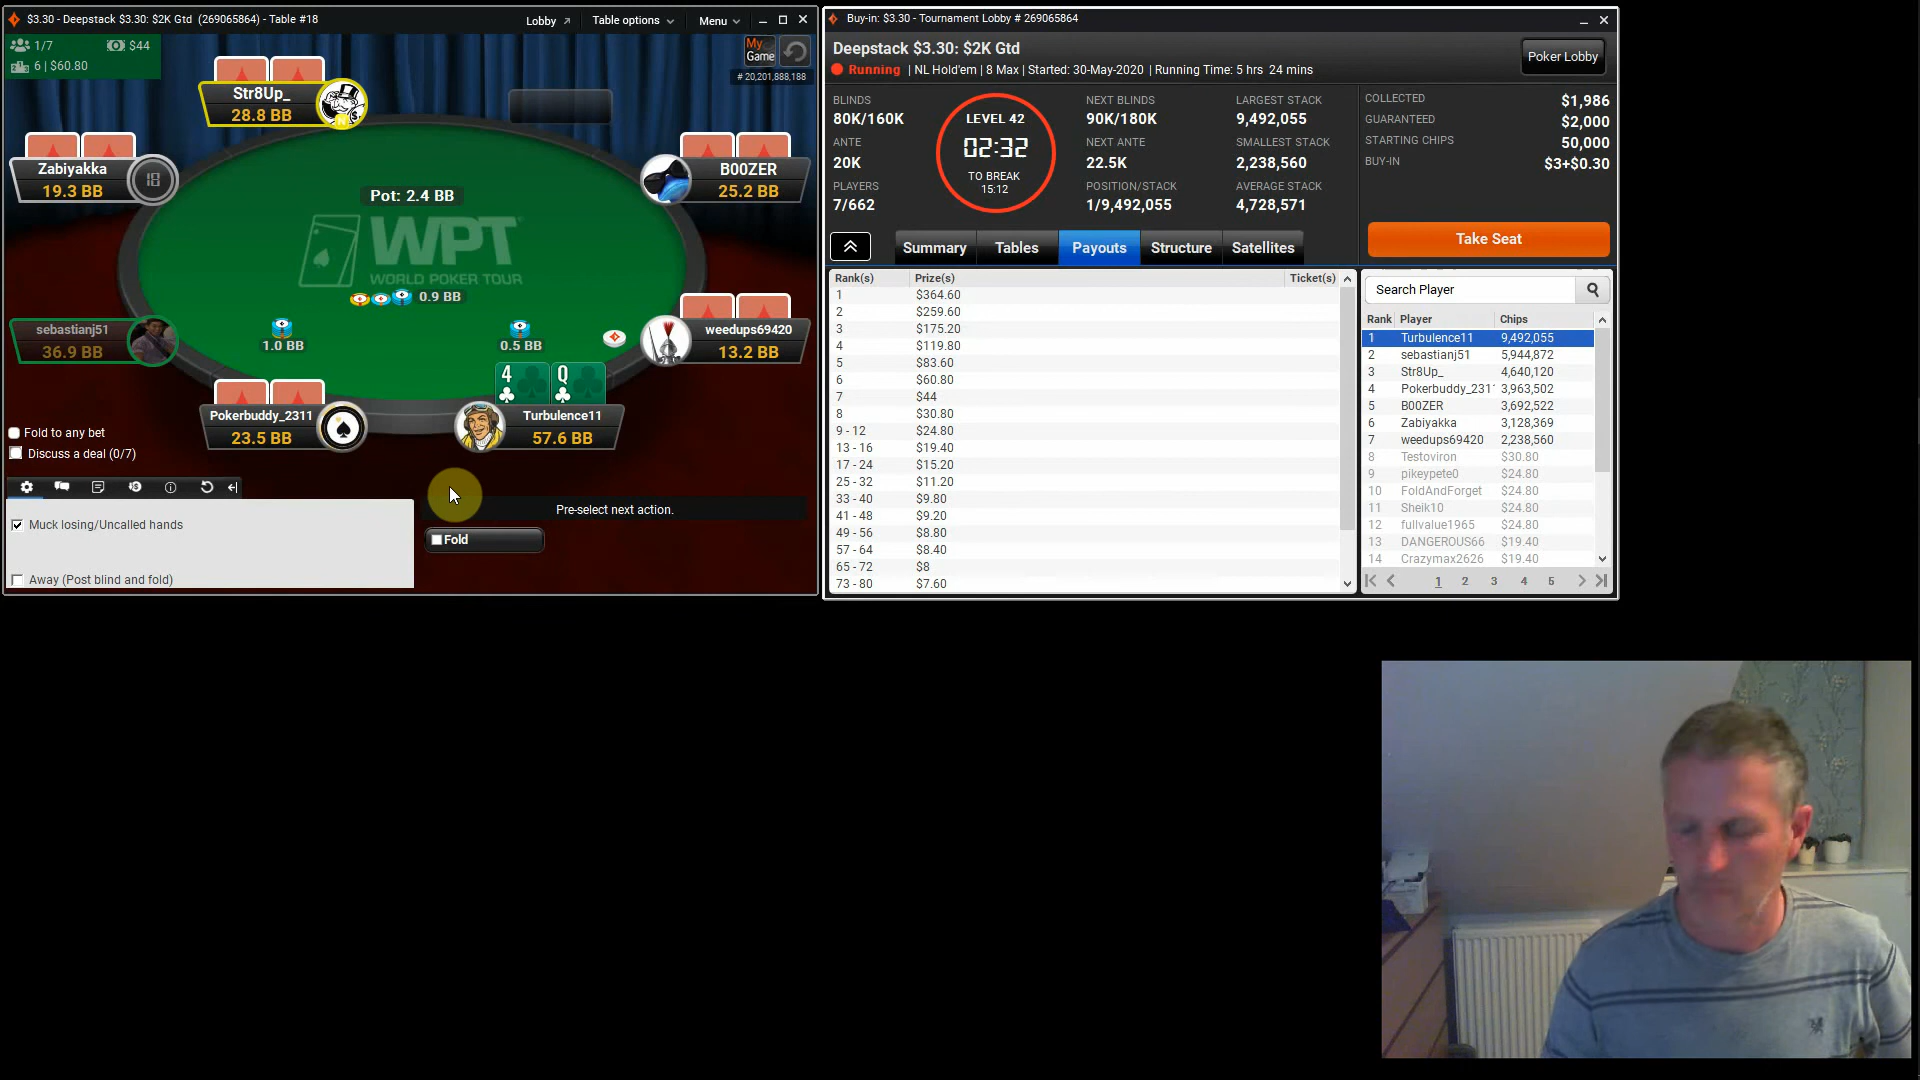 $3.30 - Deepstack $3.30: $2K Gtd (269065864) - Table #18
Lobby
Table options
Menu
1/7
$44
6 | $60.80
My Game
# 20,201,888,188
Str8Up_
28.8 BB
Zabiyakka
19.3 BB
18
B00ZER
25.2 BB
Pot: 2.4 BB
WPT
WORLD POKER TOUR
0.9 BB
sebastianj51
36.9 BB
1.0 BB
0.5 BB
weedups69420
13.2 BB
4
Q
Pokerbuddy_2311
23.5 BB
Turbulence11
57.6 BB
Fold to any bet
Discuss a deal (0/7)
Muck losing/Uncalled hands
Away (Post blind and fold)
Pre-select next action.
Fold
Buy-in: $3.30 - Tournament Lobby # 269065864
Deepstack $3.30: $2K Gtd
Running | NL Hold'em | 8 Max | Started: 30-May-2020 | Running Time: 5 hrs 24 mins
Poker Lobby
BLINDS
80K/160K
ANTE
20K
PLAYERS
7/662
LEVEL 42
02:32
TO BREAK
15:12
NEXT BLINDS
90K/180K
NEXT ANTE
22.5K
POSITION/STACK
1/9,492,055
LARGEST STACK
9,492,055
SMALLEST STACK
2,238,560
AVERAGE STACK
4,728,571
COLLECTED $1,986
GUARANTEED $2,000
STARTING CHIPS 50,000
BUY-IN $3+$0.30
Take Seat
Summary Tables Payouts Structure Satellites
Rank(s) Prize(s) Ticket(s)
1 $364.60
2 $259.60
3 $175.20
4 $119.80
5 $83.60
6 $60.80
7 $44
8 $30.80
9 - 12 $24.80
13 - 16 $19.40
17 - 24 $15.20
25 - 32 $11.20
33 - 40 $9.80
41 - 48 $9.20
49 - 56 $8.80
57 - 64 $8.40
65 - 72 $8
73 - 80 $7.60
Search Player
Rank Player Chips
1 Turbulence11 9,492,055
2 sebastianj51 5,944,872
3 Str8Up_ 4,640,120
4 Pokerbuddy_231 3,963,502
5 B00ZER 3,692,522
6 Zabiyakka 3,128,369
7 weedups69420 2,238,560
8 Testoviron $30.80
9 pikeypete0 $24.80
10 FoldAndForget $24.80
11 Sheik10 $24.80
12 fullvalue1965 $24.80
13 DANGEROUS66 $19.40
14 Crazymax2626 $19.40
1 2 3 4 5